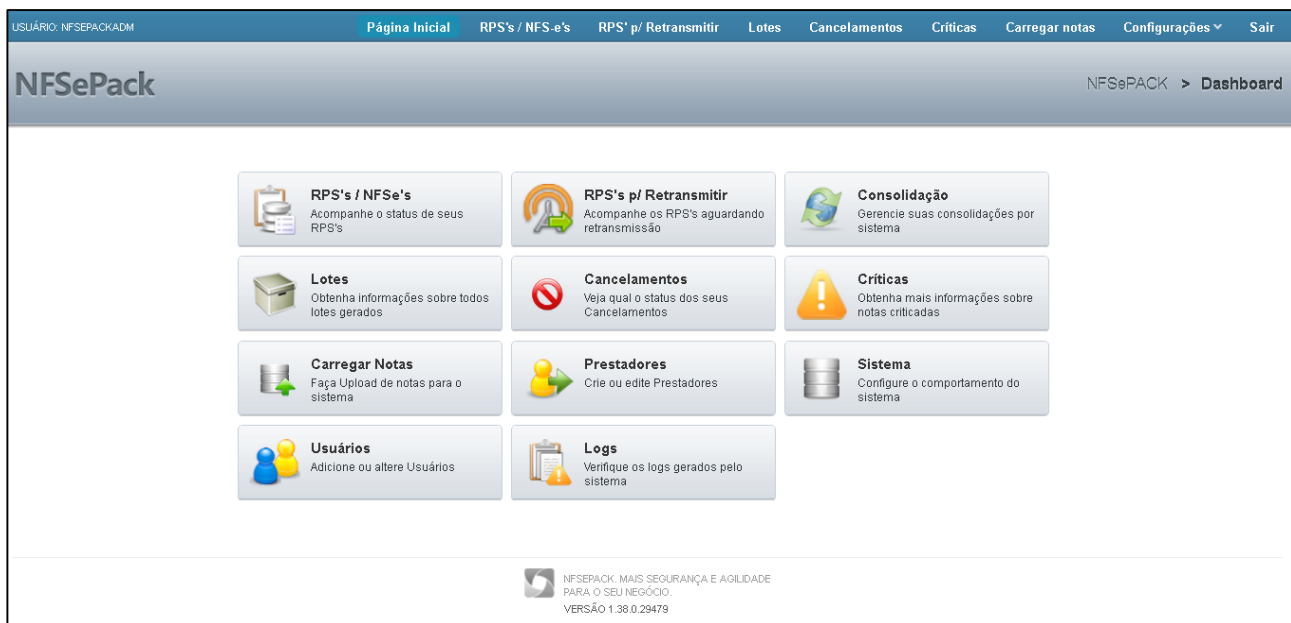 USUÁRIO: NFSEPACKADM
Página Inicial RPS's / NFS-e's RPS' p/ Retransmitir Lotes Cancelamentos Críticas Carregar notas Configurações Sair
NFSePack
NFSePACK > Dashboard
RPS's / NFSe's
Acompanhe o status de seus
RPS's
RPS's p/ Retransmitir
Acompanhe os RPS's aguardando
retransmissão
Consolidação
Gerencie suas consolidações por
sistema
Lotes
Obtenha informações sobre todos
lotes gerados
Cancelamentos
Veja qual o status dos seus
Cancelamentos
Críticas
Obtenha mais informações sobre
notas criticadas
Carregar Notas
Faça Upload de notas para o
sistema
Prestadores
Crie ou edite Prestadores
Sistema
Configure o comportamento do
sistema
Usuários
Adicione ou altere Usuários
Logs
Verifique os logs gerados pelo
sistema
NFSEPACK. MAIS SEGURANÇA E AGILIDADE
PARA O SEU NEGÓCIO.
VERSÃO 1.38.0.29479